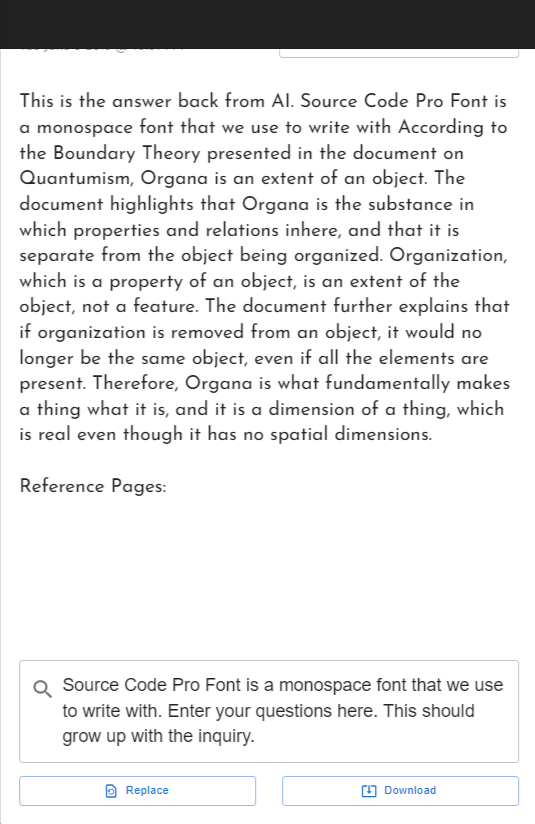 This is the answer back from AI. Source Code Pro Font is
a monospace font that we use to write with According to
the Boundary Theory presented in the document on
Quantumism, Organa is an extent of an object. The
document highlights that Organa is the substance in
which properties and relations inhere, and that it is
separate from the object being organized. Organization,
which is a property of an object, is an extent of the
object, not a feature. The document further explains that
if organization is removed from an object, it would no
longer be the same object, even if all the elements are
present. Therefore, Organa is what fundamentally makes
a thing what it is, and it is a dimension of a thing, which
is real even though it has no spatial dimensions.
Reference Pages:
Source Code Pro Font is a monospace font that we use
to write with. Enter your questions here. This should
grow up with the inquiry.
Replace
Download